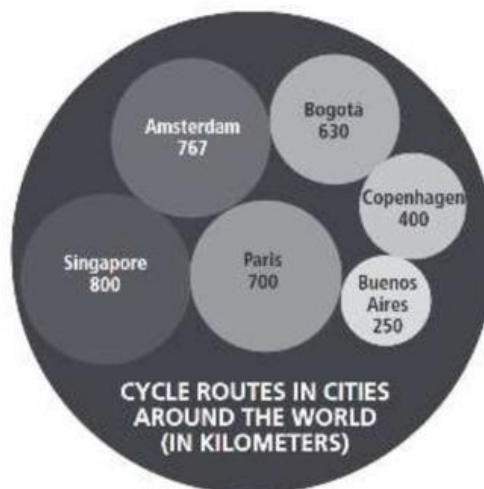 Amsterdam
767
Bogotá
630
Copenhagen
400
Singapore
800
Paris
700
Buenos
Aires
250
CYCLE ROUTES IN CITIES
AROUND THE WORLD
(IN KILOMETERS)